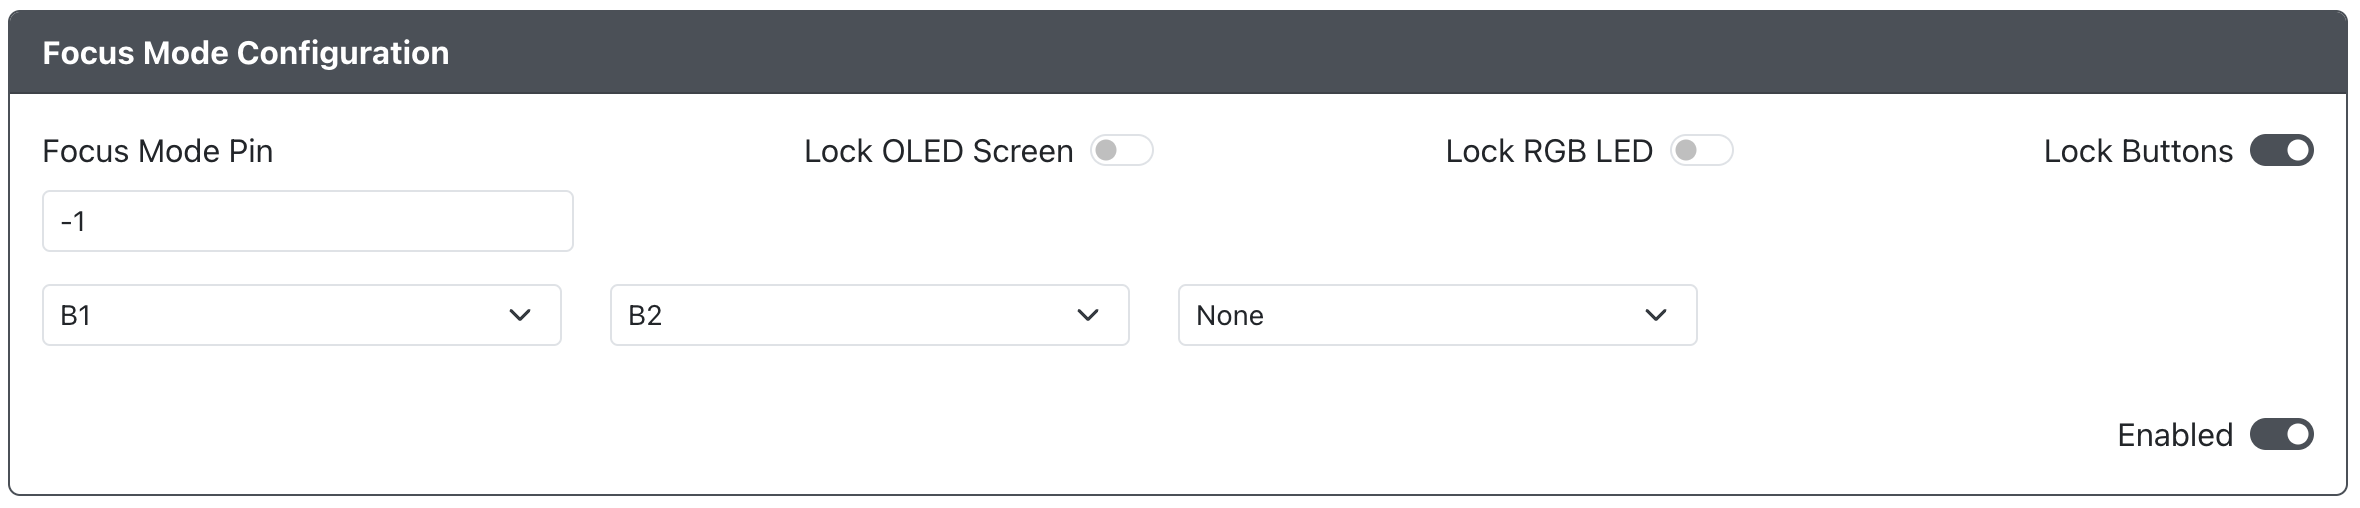 Focus Mode Configuration
Focus Mode Pin
Lock OLED Screen
Lock RGB LED
Lock Buttons
-1
B1
B2
None
Enabled